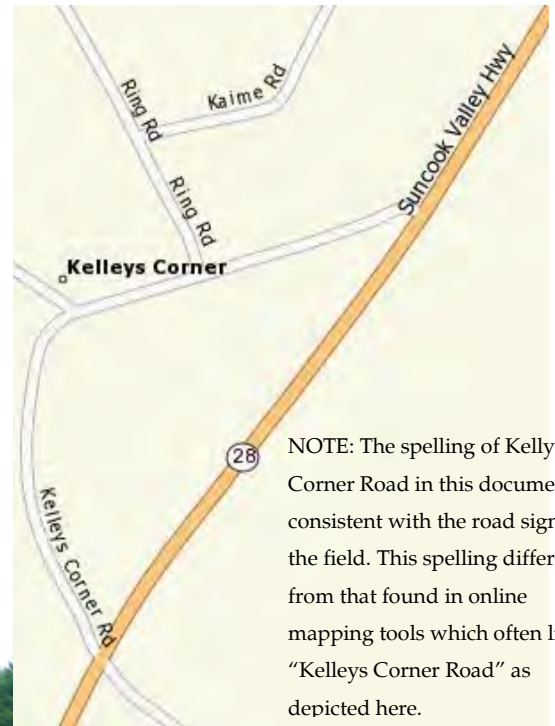 Suncook Valley Hwy
Ring Rd
Kaime Rd
Ring Rd
Kelleys Corner
28
Kelleys Corner Rd
NOTE: The spelling of Kelly
Corner Road in this docume
consistent with the road sign
the field. This spelling differ
from that found in online
mapping tools which often li
“Kelleys Corner Road” as
depicted here.